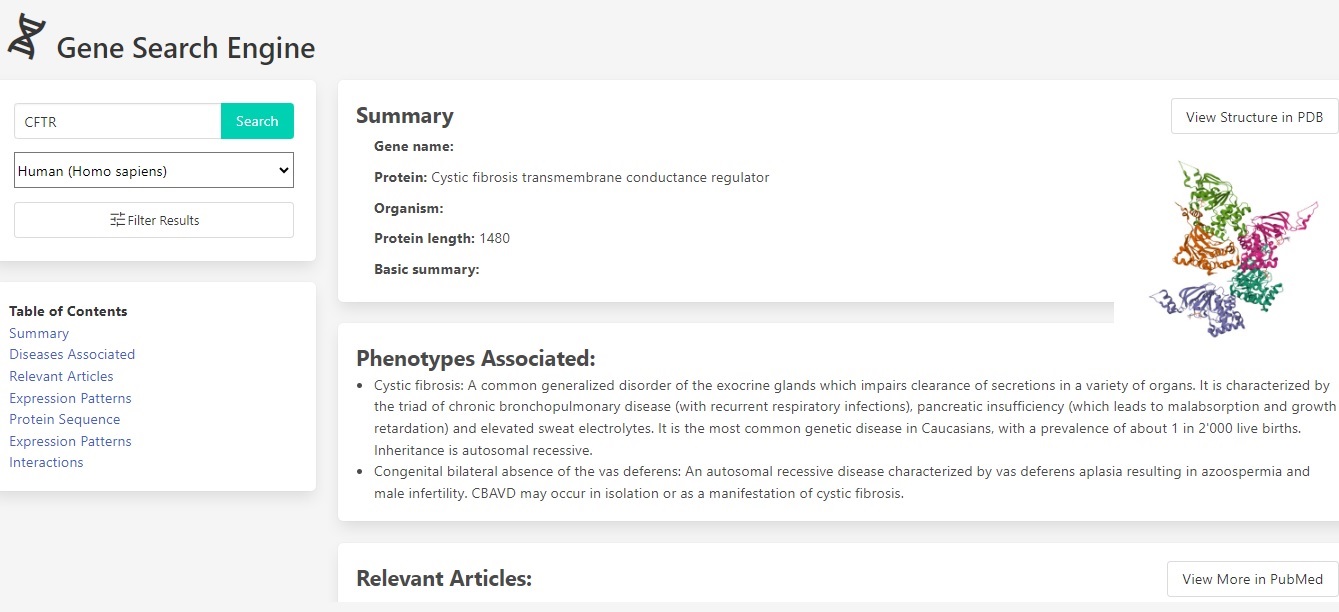 Gene Search Engine
CFTR
Search
Human (Homo sapiens)
Filter Results
Table of Contents
Summary
Diseases Associated
Relevant Articles
Expression Patterns
Protein Sequence
Expression Patterns
Interactions
Summary
View Structure in PDB
Gene name:
Protein: Cystic fibrosis transmembrane conductance regulator
Organism:
Protein length: 1480
Basic summary:
Phenotypes Associated:
• Cystic fibrosis: A common generalized disorder of the exocrine glands which impairs clearance of secretions in a variety of organs. It is characterized by
the triad of chronic bronchopulmonary disease (with recurrent respiratory infections), pancreatic insufficiency (which leads to malabsorption and growth
retardation) and elevated sweat electrolytes. It is the most common genetic disease in Caucasians, with a prevalence of about 1 in 2'000 live births.
Inheritance is autosomal recessive.
• Congenital bilateral absence of the vas deferens: An autosomal recessive disease characterized by vas deferens aplasia resulting in azoospermia and
male infertility. CBAVD may occur in isolation or as a manifestation of cystic fibrosis.
Relevant Articles:
View More in PubMed